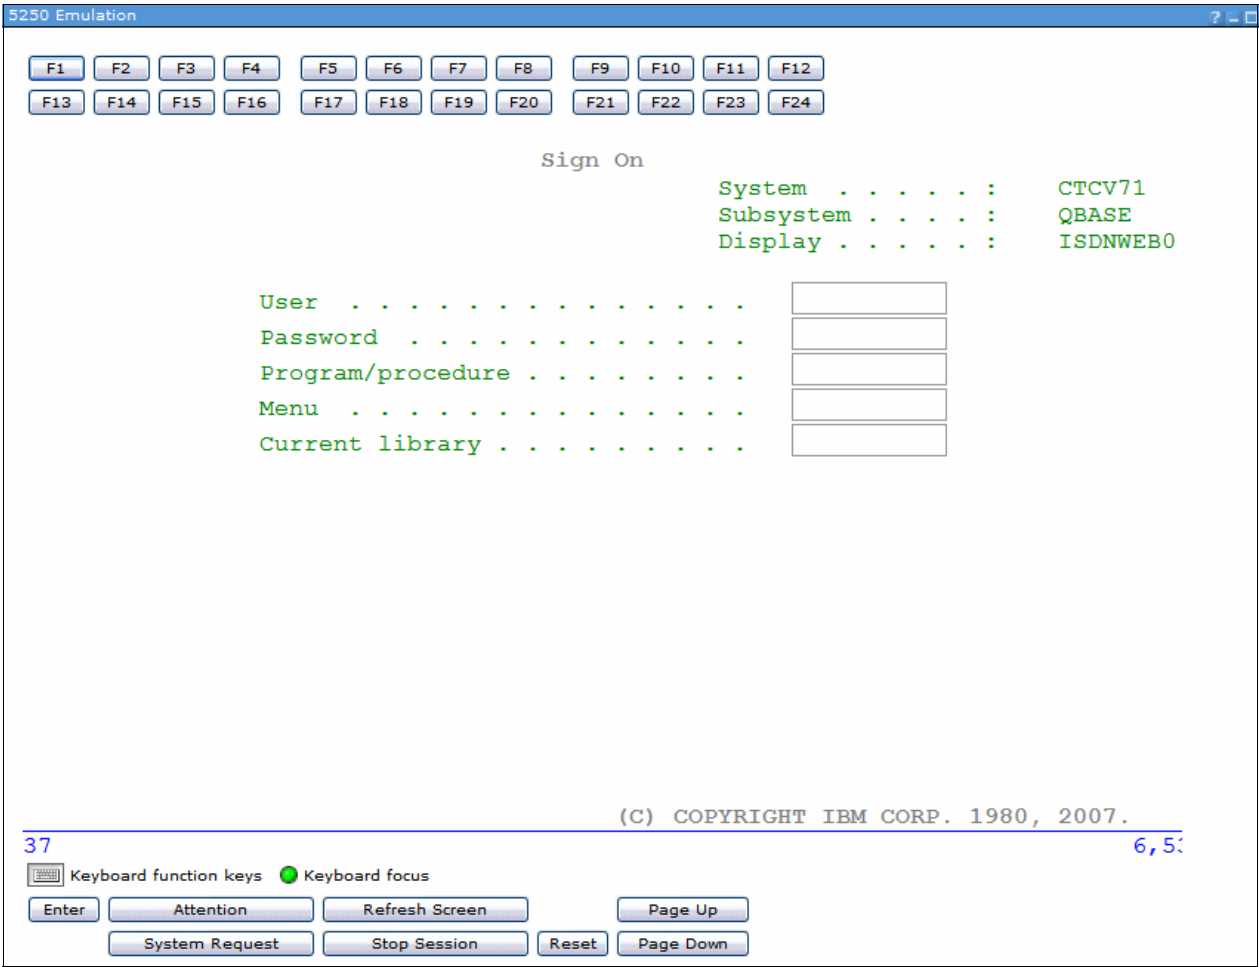 5250 Emulation
F1 F2 F3 F4 F5 F6 F7 F8 F9 F10 F11 F12
F13 F14 F15 F16 F17 F18 F19 F20 F21 F22 F23 F24
Sign On
System . . . . . : CTCV71
Subsystem . . . . : QBASE
Display . . . . . : ISDNWEB0
User . . . . . . . . . . . . . .
Password . . . . . . . . . . . .
Program/procedure . . . . . . . .
Menu . . . . . . . . . . . . . .
Current library . . . . . . . . .
(C) COPYRIGHT IBM CORP. 1980, 2007.
37 6,53
Keyboard function keys Keyboard focus
Enter Attention Refresh Screen Page Up
System Request Stop Session Reset Page Down